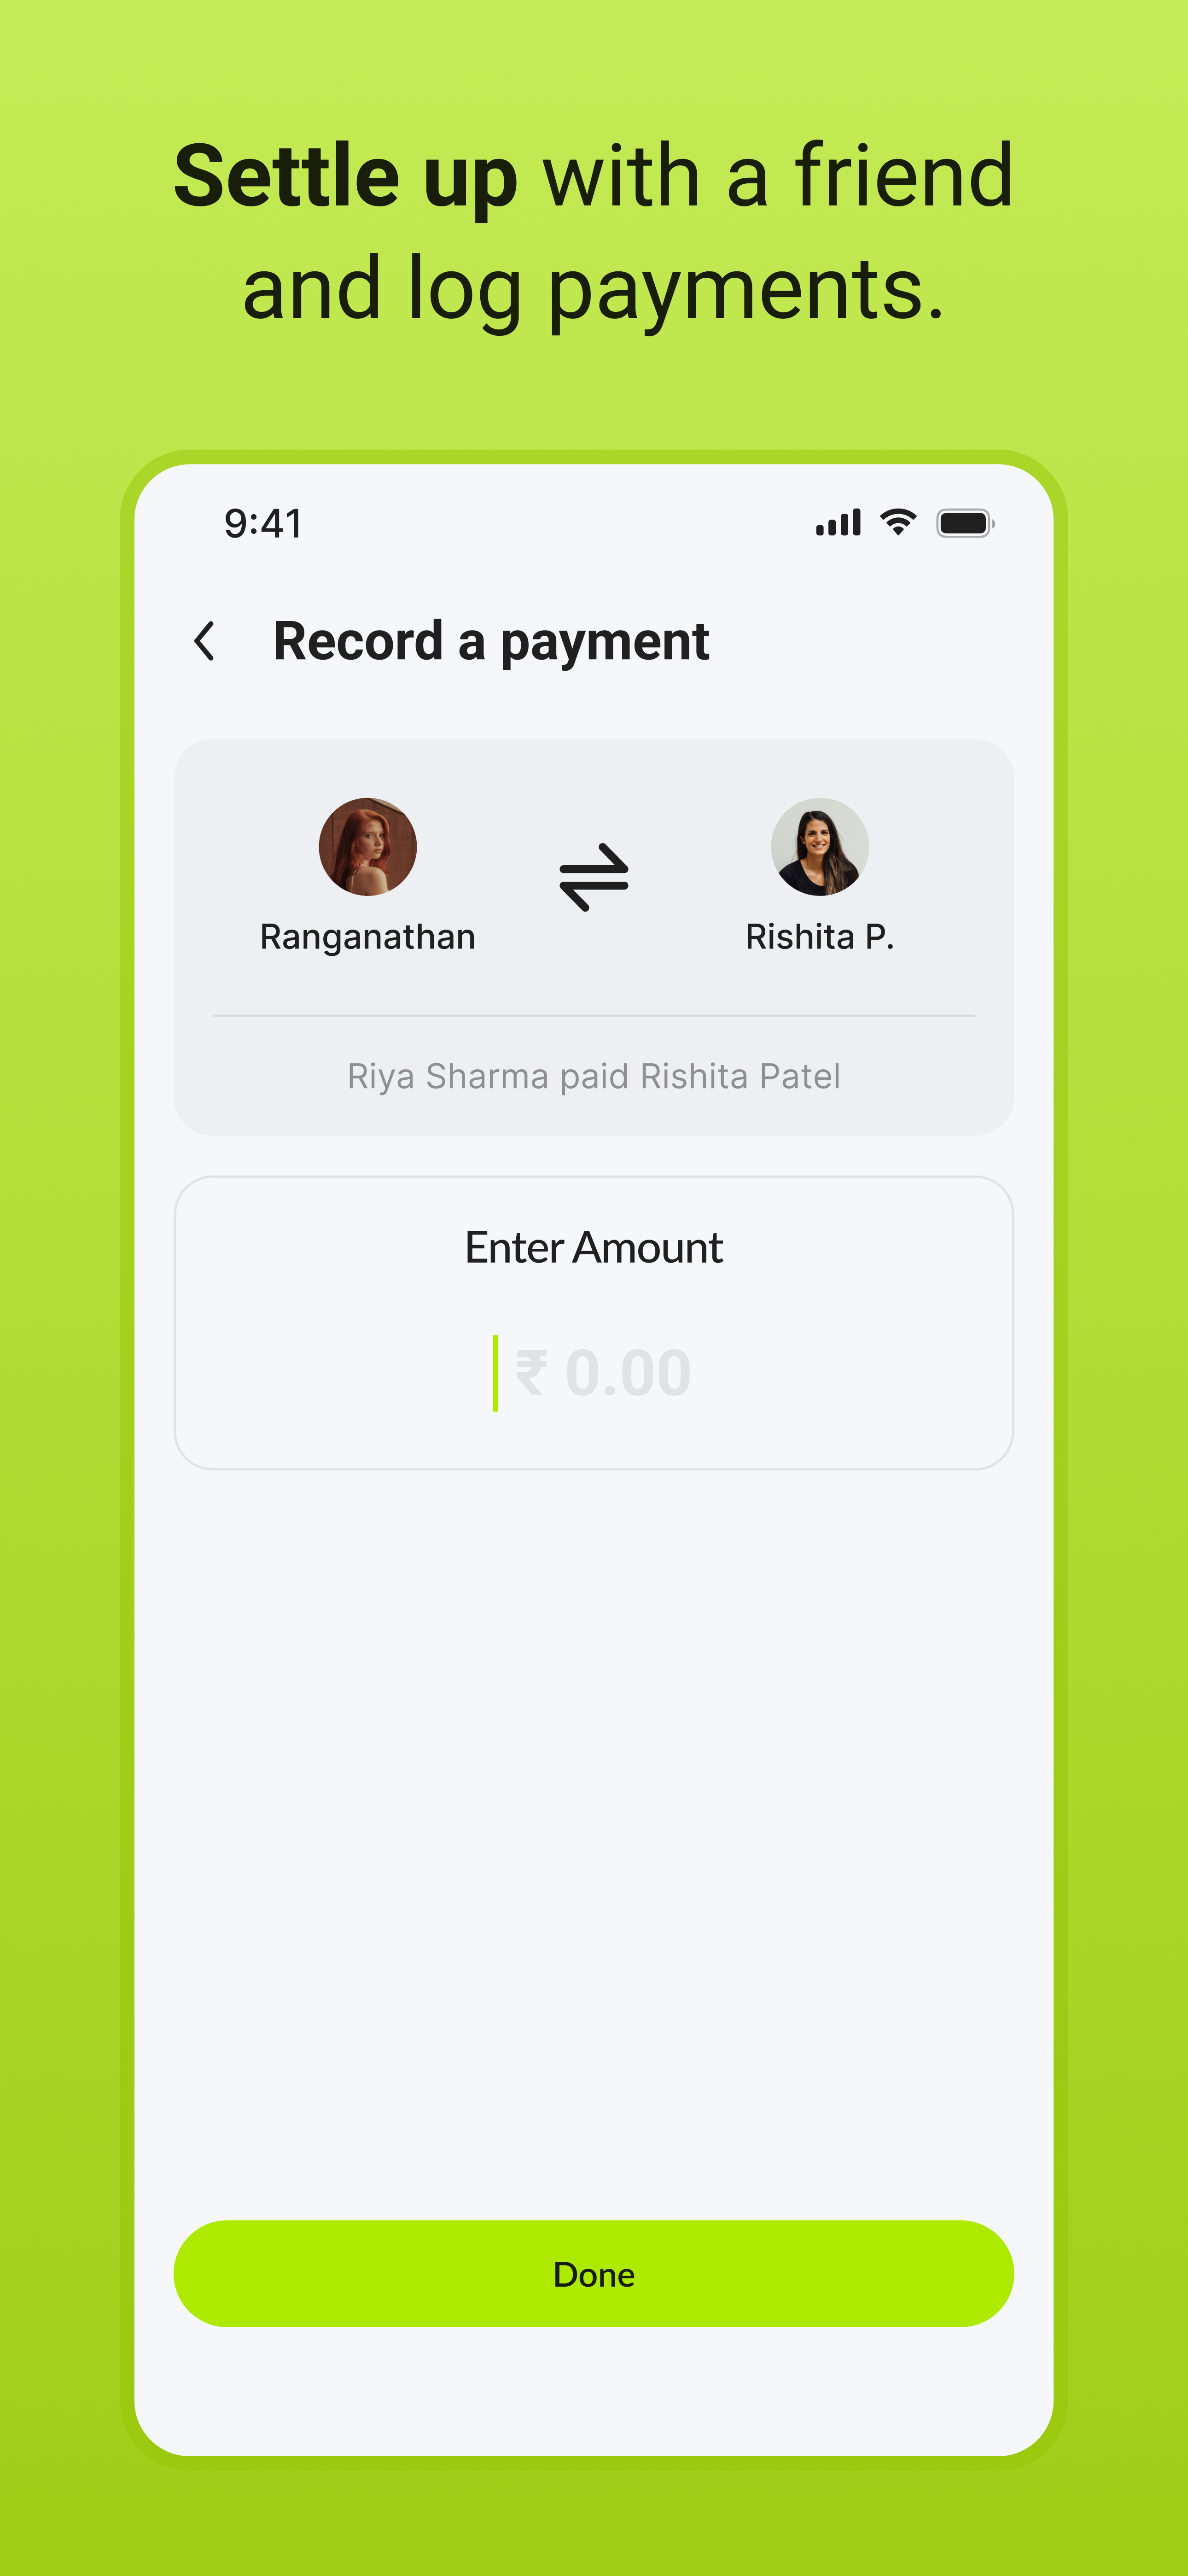 Settle up with a friend
and log payments.
9:41
Record a payment
Ranganathan
Rishita P.
Riya Sharma paid Rishita Patel
Enter Amount
₹ 0.00
Done